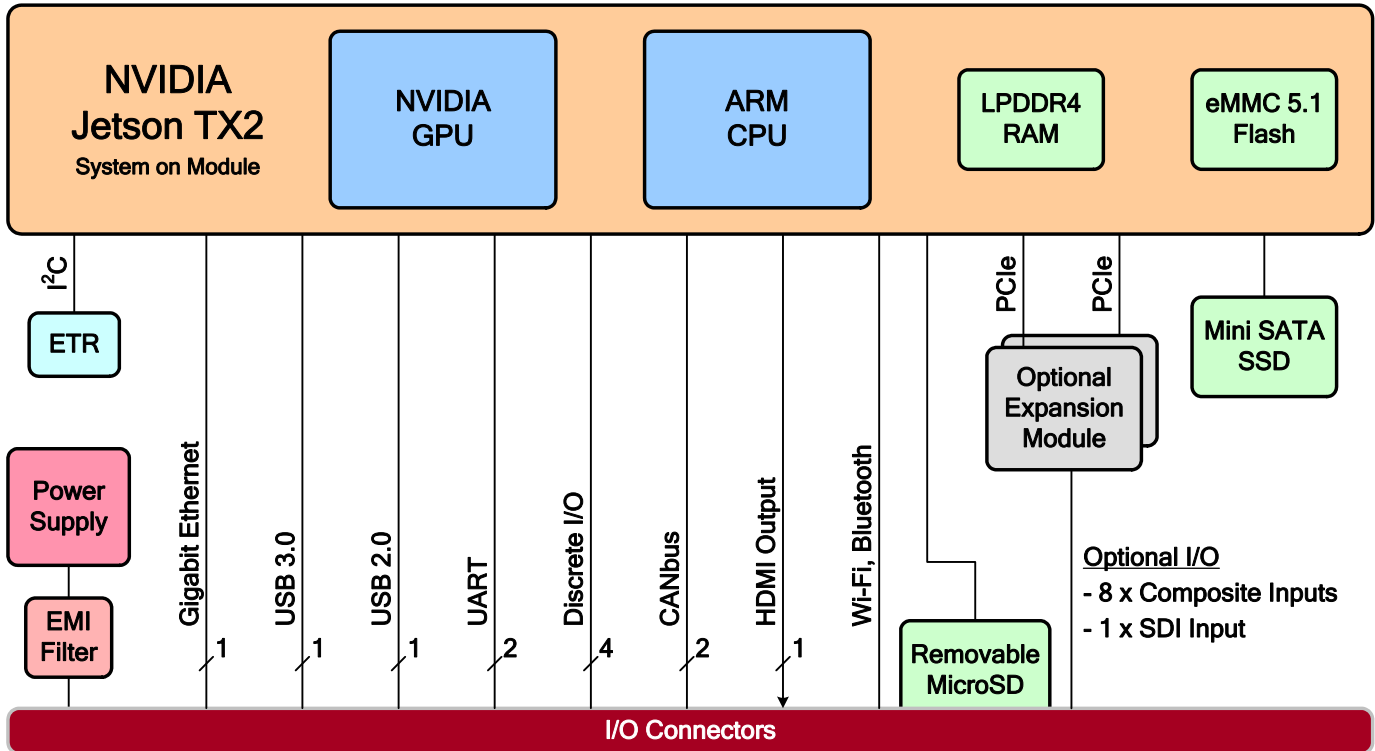 NVIDIA
Jetson TX2
System on Module
NVIDIA
GPU
ARM
CPU
LPDDR4
RAM
eMMC 5.1
Flash
I²C
PCIe
PCIe
ETR
Mini SATA
SSD
Optional
Expansion
Module
Power
Supply
Gigabit Ethernet
USB 3.0
USB 2.0
UART
Discrete I/O
CANbus
HDMI Output
Wi-Fi, Bluetooth
Optional I/O
- 8 x Composite Inputs
- 1 x SDI Input
EMI
Filter
1
1
1
2
4
2
1
Removable
MicroSD
I/O Connectors